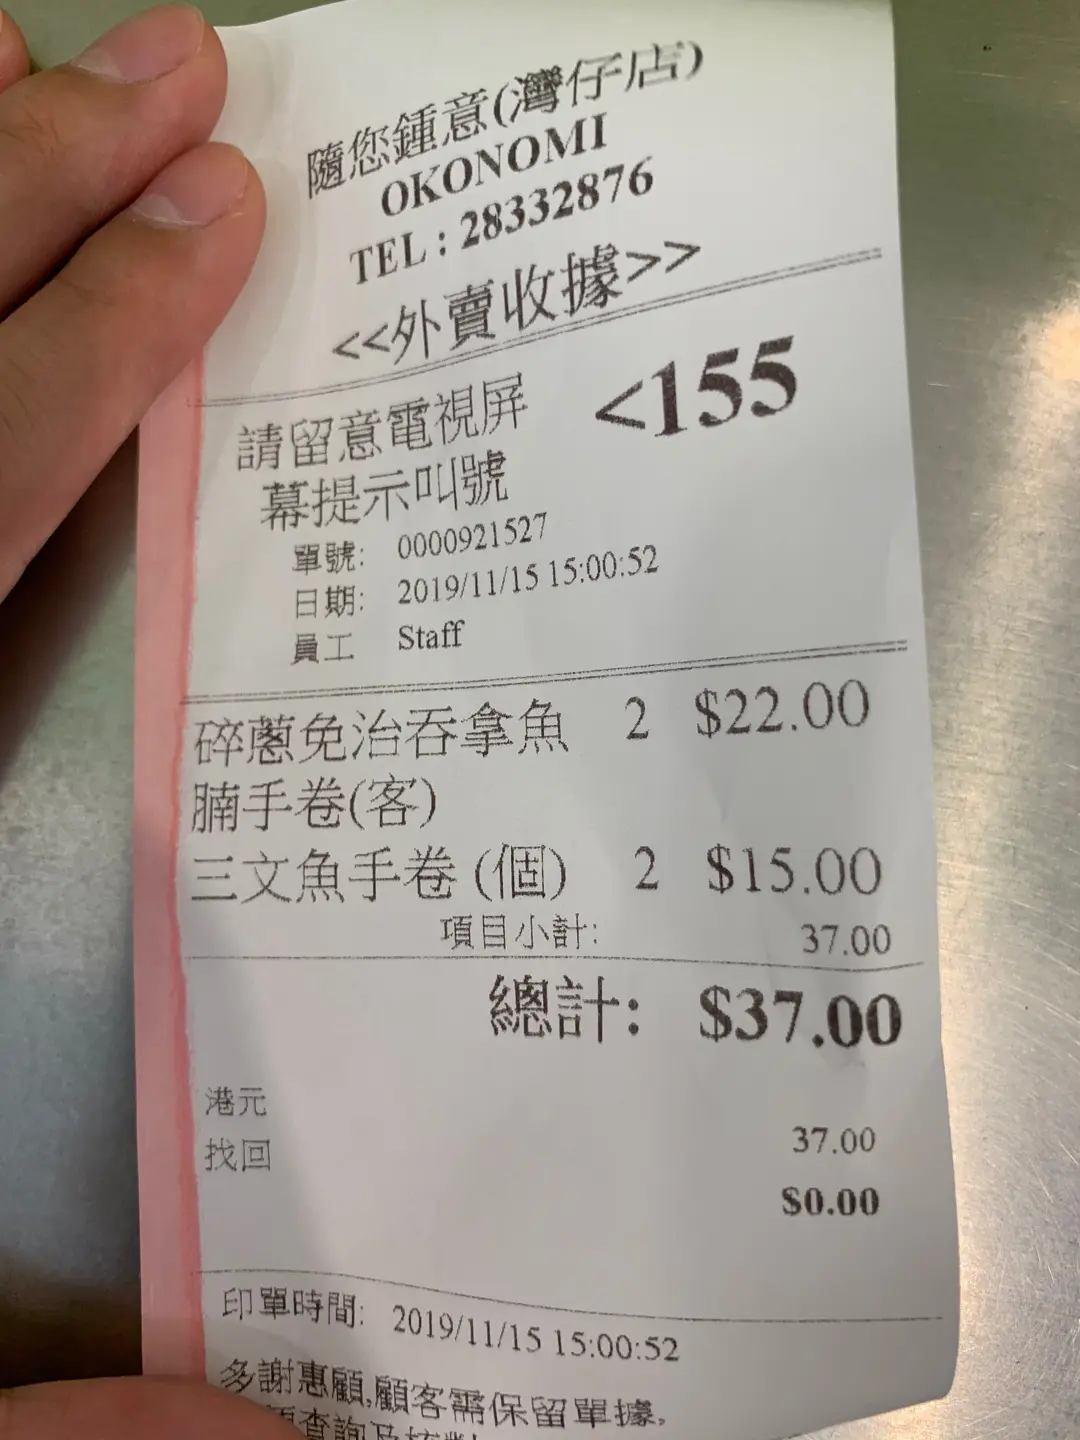 隨您鍾意(灣仔店)
OKONOMI
TEL : 28332876
<<外賣收據>>
請留意電視屏 <155
幕提示叫號
單號: 0000921527
日期: 2019/11/15 15:00:52
員工 Staff
碎蔥免治吞拿魚 2 $22.00
腩手卷(客)
三文魚手卷 (個) 2 $15.00
項目小計: 37.00
總計: $37.00
港元 37.00
找回 $0.00
印單時間: 2019/11/15 15:00:52
多謝惠顧,顧客需保留單據,
查詢及核對